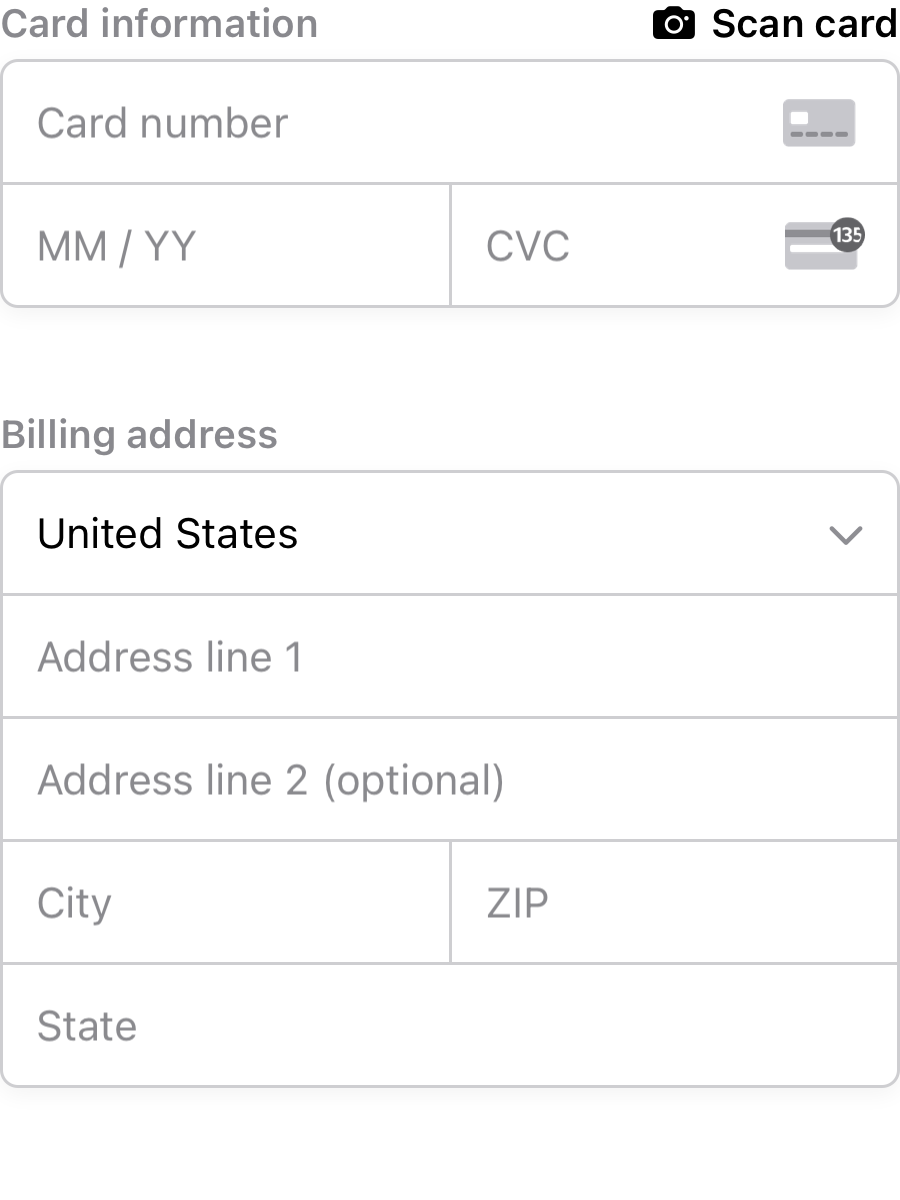 Card information Scan card
Card number
MM / YY CVC 135
Billing address
United States
Address line 1
Address line 2 (optional)
City ZIP
State